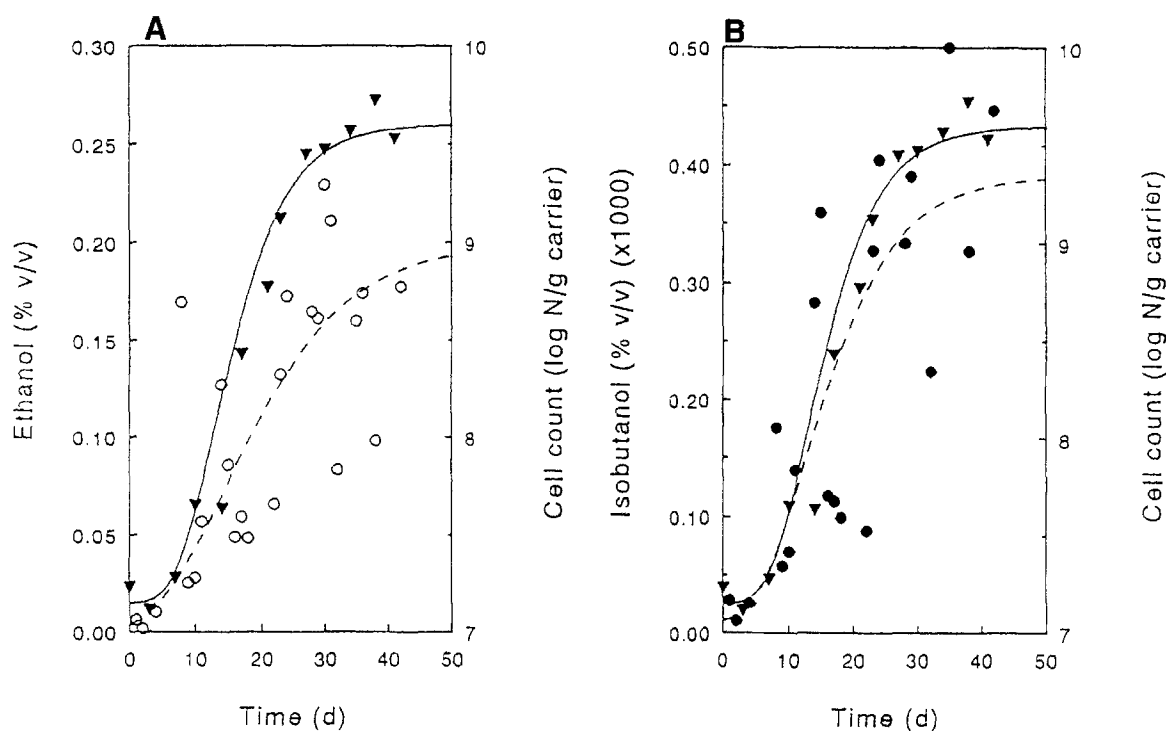 A
B
0.30
0.25
0.20
0.15
0.10
0.05
0.00
Ethanol (% v/v)
0 10 20 30 40 50
Time (d)
10
9
8
7
Cell count (log N/g carrier)
0.50
0.40
0.30
0.20
0.10
0.00
Isobutanol (% v/v) (x1000)
0 10 20 30 40 50
Time (d)
10
9
8
7
Cell count (log N/g carrier)